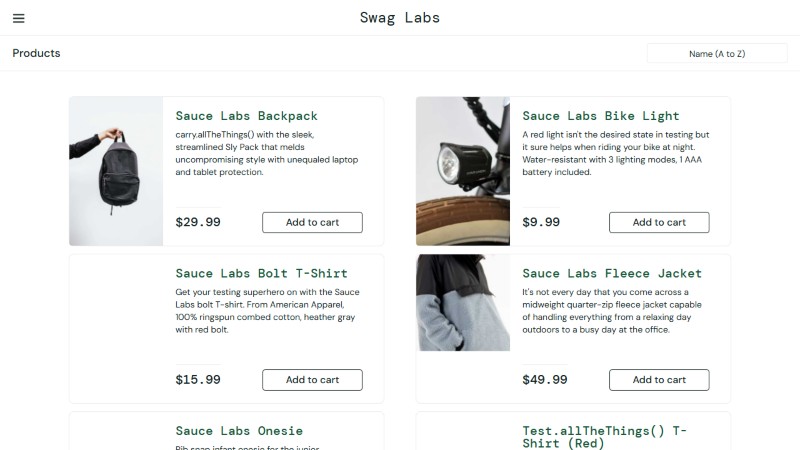 Swag Labs
Products
Name (A to Z)
Sauce Labs Backpack
carry.allTheThings() with the sleek,
streamlined Sly Pack that melds
uncompromising style with unequaled laptop
and tablet protection.
$29.99
Add to cart
Sauce Labs Bike Light
A red light isn't the desired state in testing but
it sure helps when riding your bike at night.
Water-resistant with 3 lighting modes, 1 AAA
battery included.
$9.99
Add to cart
Sauce Labs Bolt T-Shirt
Get your testing superhero on with the Sauce
Labs bolt T-shirt. From American Apparel,
100% ringspun combed cotton, heather gray
with red bolt.
$15.99
Add to cart
Sauce Labs Fleece Jacket
It's not every day that you come across a
midweight quarter-zip fleece jacket capable
of handling everything from a relaxing day
outdoors to a busy day at the office.
$49.99
Add to cart
Sauce Labs Onesie
Rib snap infant onesie for the junior
Test.allTheThings() T-
Shirt (Red)